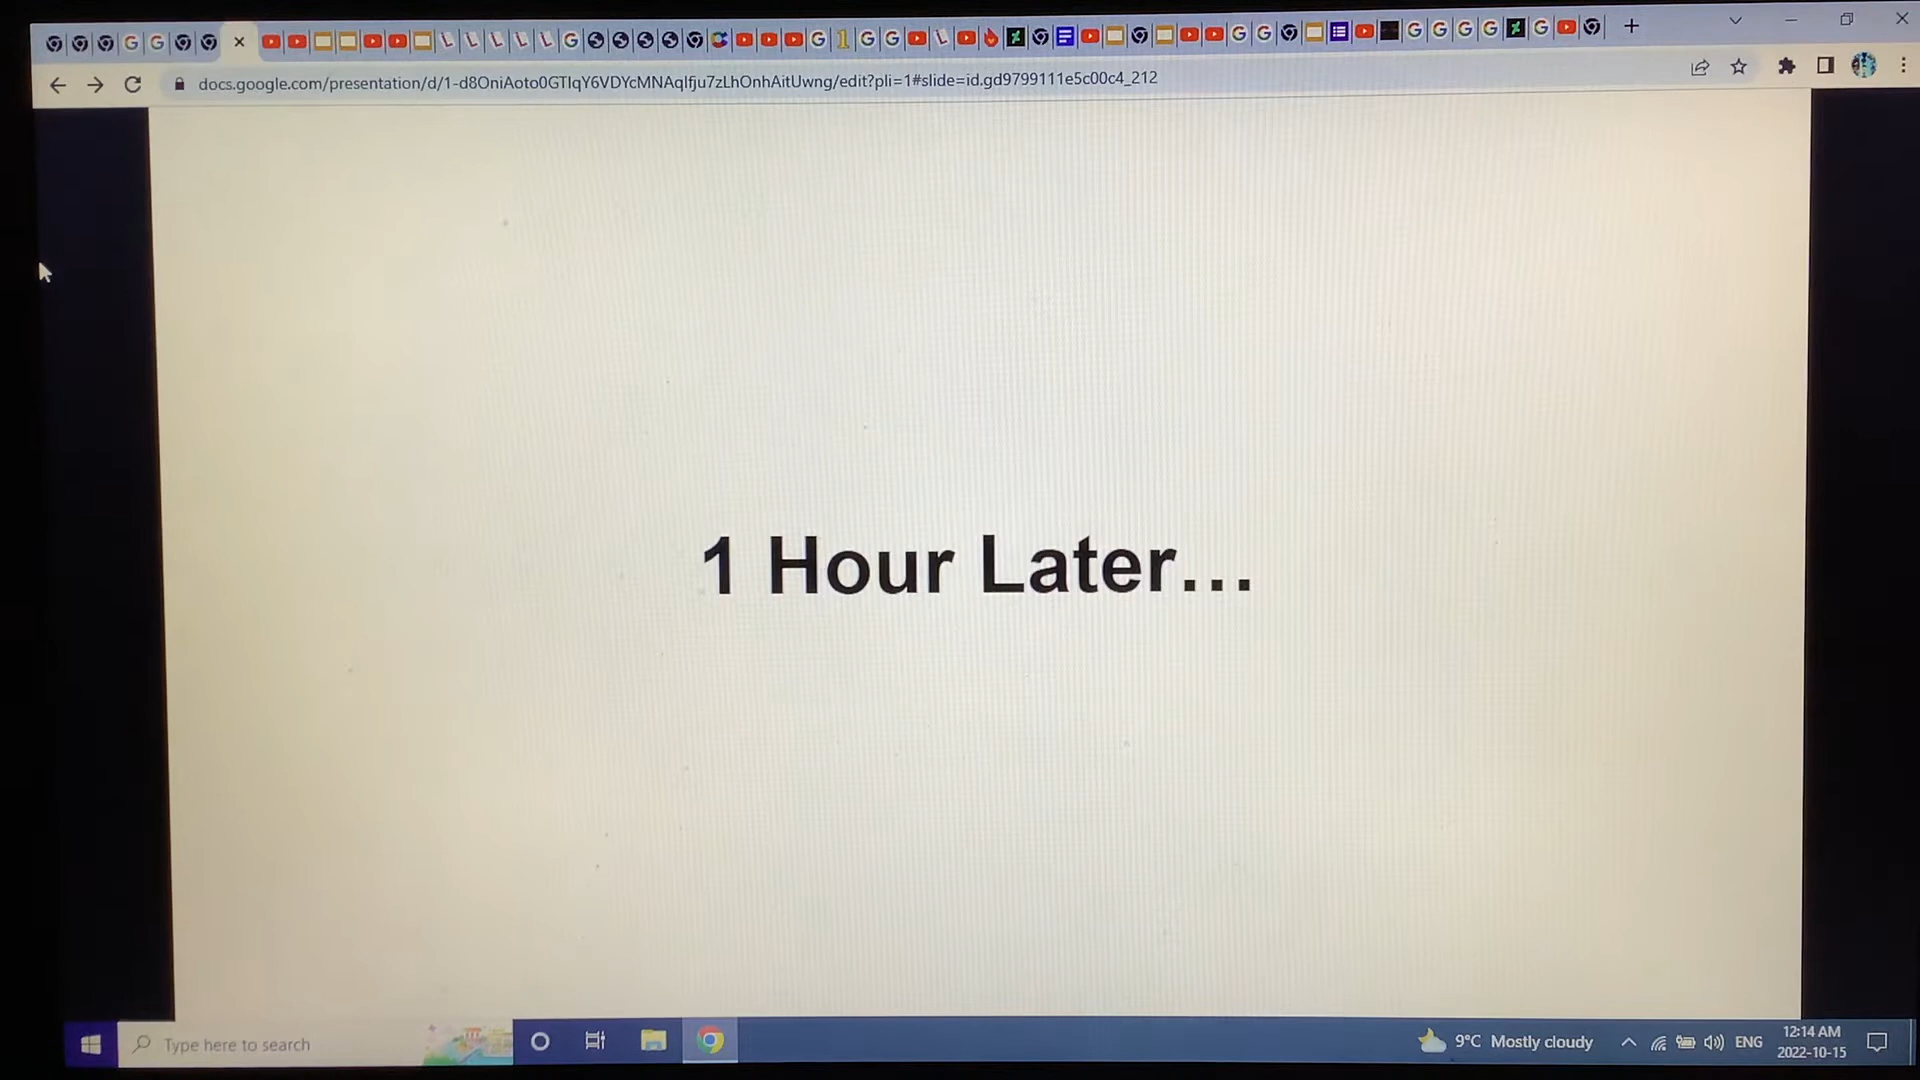 docs.google.com/presentation/d/1-d8OniAoto0GTIqY6VDYcMNAqIfju7zLhOnhAitUwng/edit?pli=1#slide=id.gd9799111e5c00c4_212
1 Hour Later...
Type here to search
9°C Mostly cloudy
ENG
12:14 AM
2022-10-15